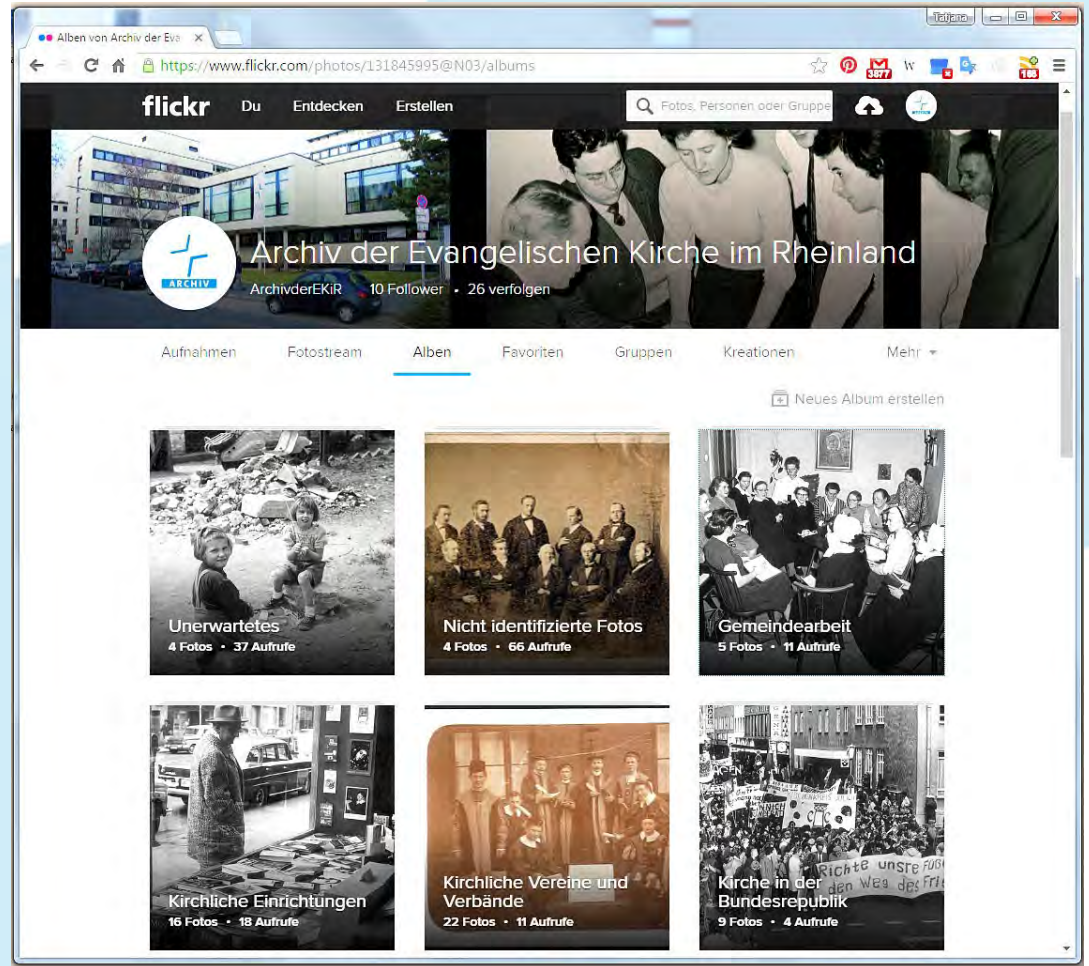 Tatjana
Alben von Archiv der Eva
https://www.flickr.com/photos/131845995@N03/albums
3877
W
168
flickr
Du
Entdecken
Erstellen
Fotos, Personen oder Gruppe
ARCHIV
Archiv der Evangelischen Kirche im Rheinland
ArchivderEKiR 10 Follower • 26 verfolgen
Aufnahmen
Fotostream
Alben
Favoriten
Gruppen
Kreationen
Mehr
Neues Album erstellen
Unerwartetes
4 Fotos • 37 Aufrufe
Nicht identifizierte Fotos
4 Fotos • 66 Aufrufe
Gemeindearbeit
5 Fotos • 11 Aufrufe
Kirchliche Einrichtungen
16 Fotos • 18 Aufrufe
Kirchliche Vereine und
Verbände
22 Fotos • 11 Aufrufe
Richte unsre
den Weg des
Kirche in der
Bundesrepublik
9 Fotos • 4 Aufrufe